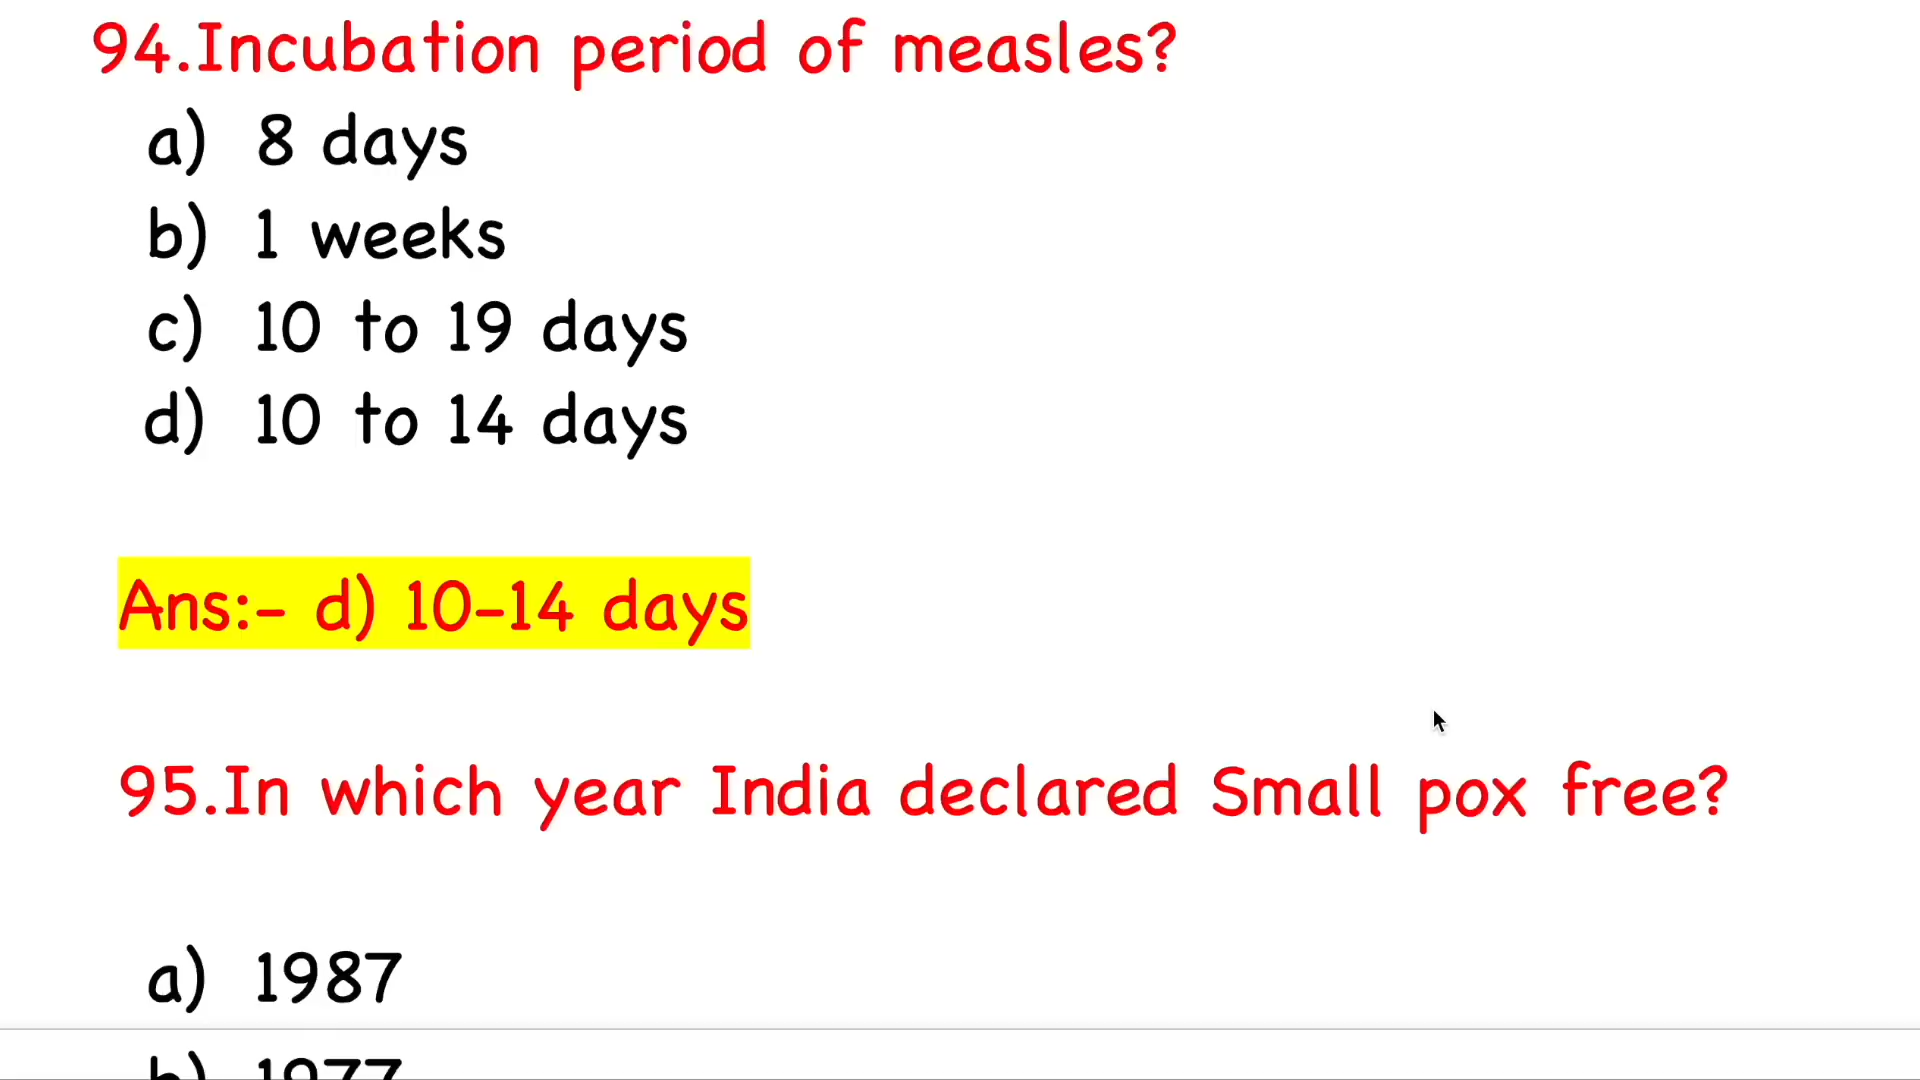 94.Incubation period of measles?
a) 8 days
b) 1 weeks
c) 10 to 19 days
d) 10 to 14 days
Ans:- d) 10-14 days
95.In which year India declared Small pox free?
a) 1987
b) 1977